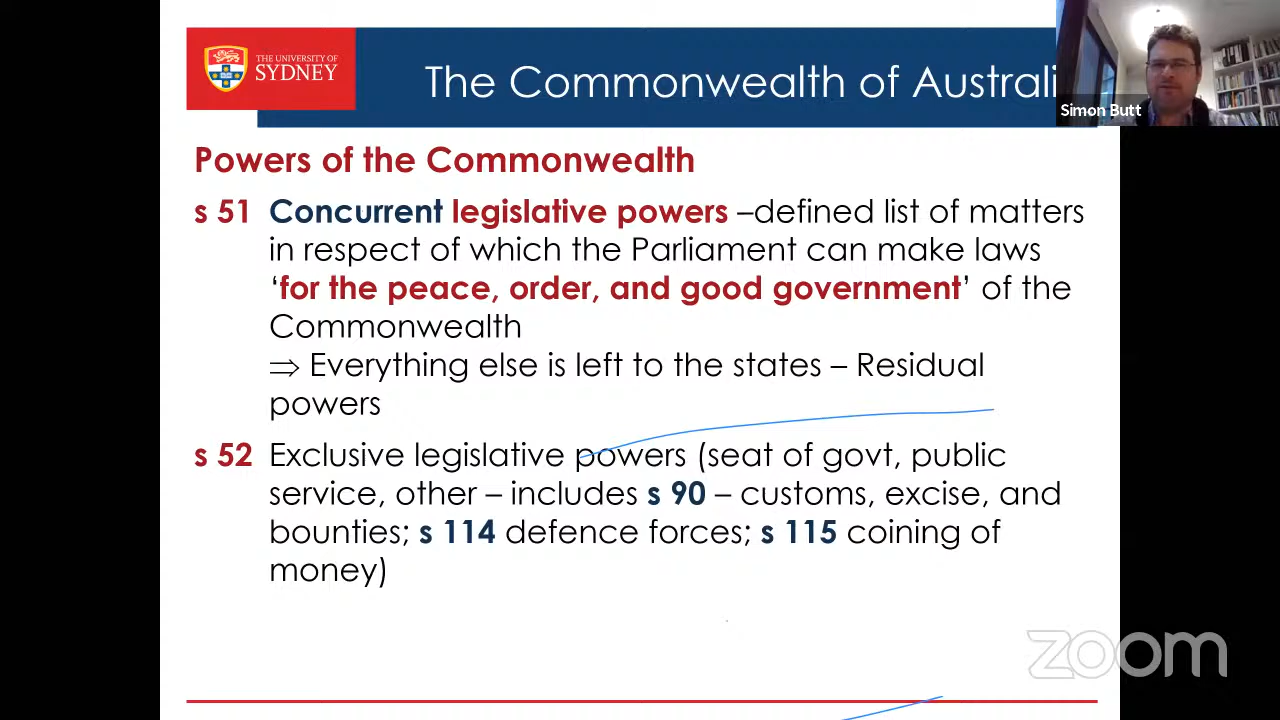 THE UNIVERSITY OF
SYDNEY
The Commonwealth of Australi
Simon Butt
Powers of the Commonwealth
s 51 Concurrent legislative powers –defined list of matters
in respect of which the Parliament can make laws
‘for the peace, order, and good government’ of the
Commonwealth
⇒ Everything else is left to the states – Residual
powers
s 52 Exclusive legislative powers (seat of govt, public
service, other – includes s 90 – customs, excise, and
bounties; s 114 defence forces; s 115 coining of
money)
zoom